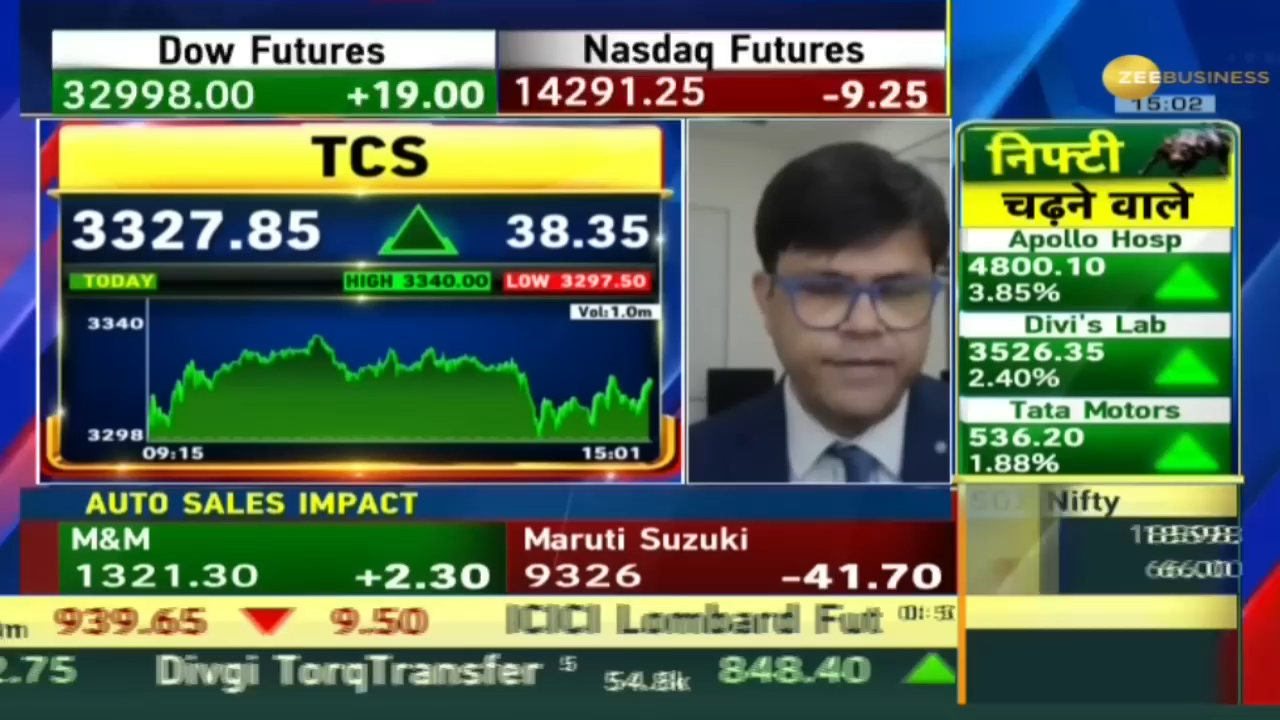 Dow Futures
32998.00 +19.00
Nasdaq Futures
14291.25 -9.25
ZEEBUSINESS
15:02
TCS
3327.85 38.35
TODAY HIGH 3340.00 LOW 3297.50
Vol:1.0m
3340
3298
09:15 15:01
निफ्टी
चढ़ने वाले
Apollo Hosp
4800.10
3.85%
Divi's Lab
3526.35
2.40%
Tata Motors
536.20
1.88%
AUTO SALES IMPACT
M&M
1321.30 +2.30
Maruti Suzuki
9326 -41.70
Nifty
939.65 9.50 ICICI Lombard Fut
2.75 Divgi TorqTransfer 54.8k 848.40